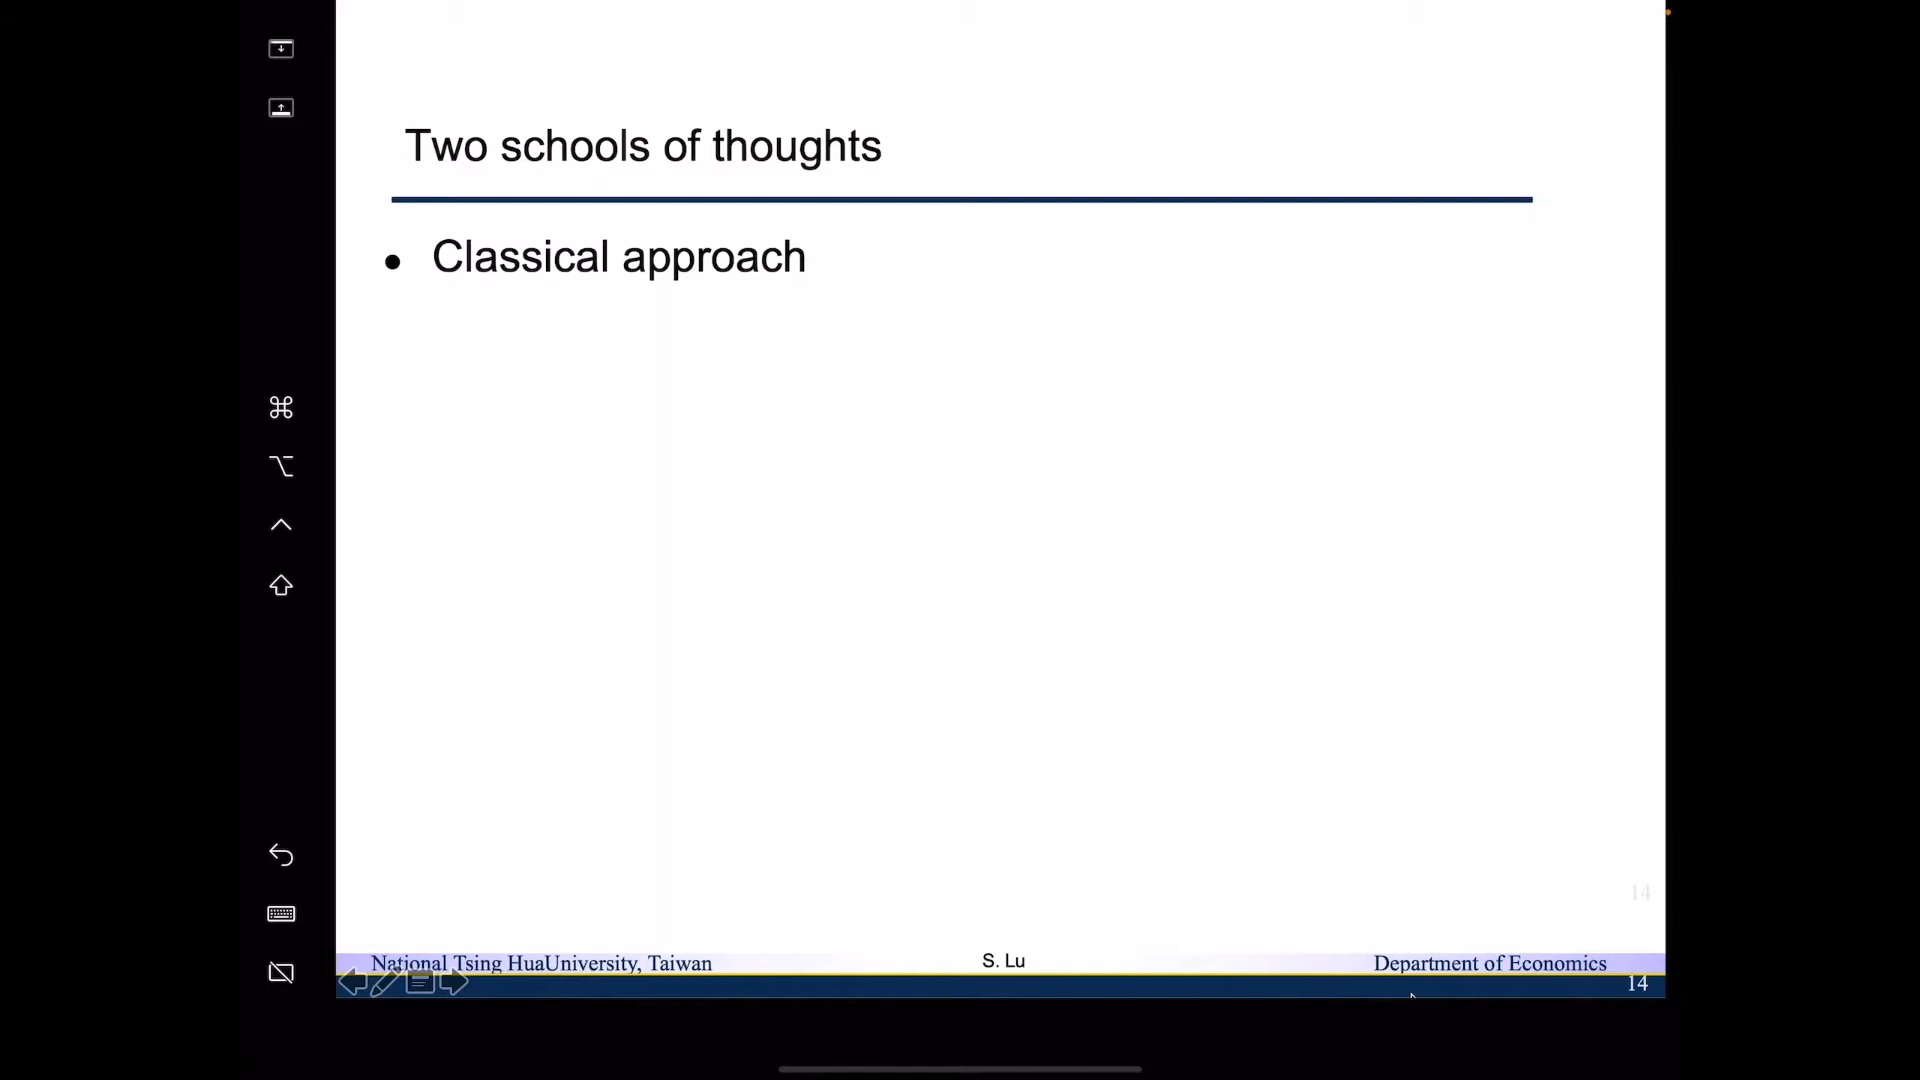 Two schools of thoughts
• Classical approach
14
National Tsing HuaUniversity, Taiwan
S. Lu
Department of Economics
14